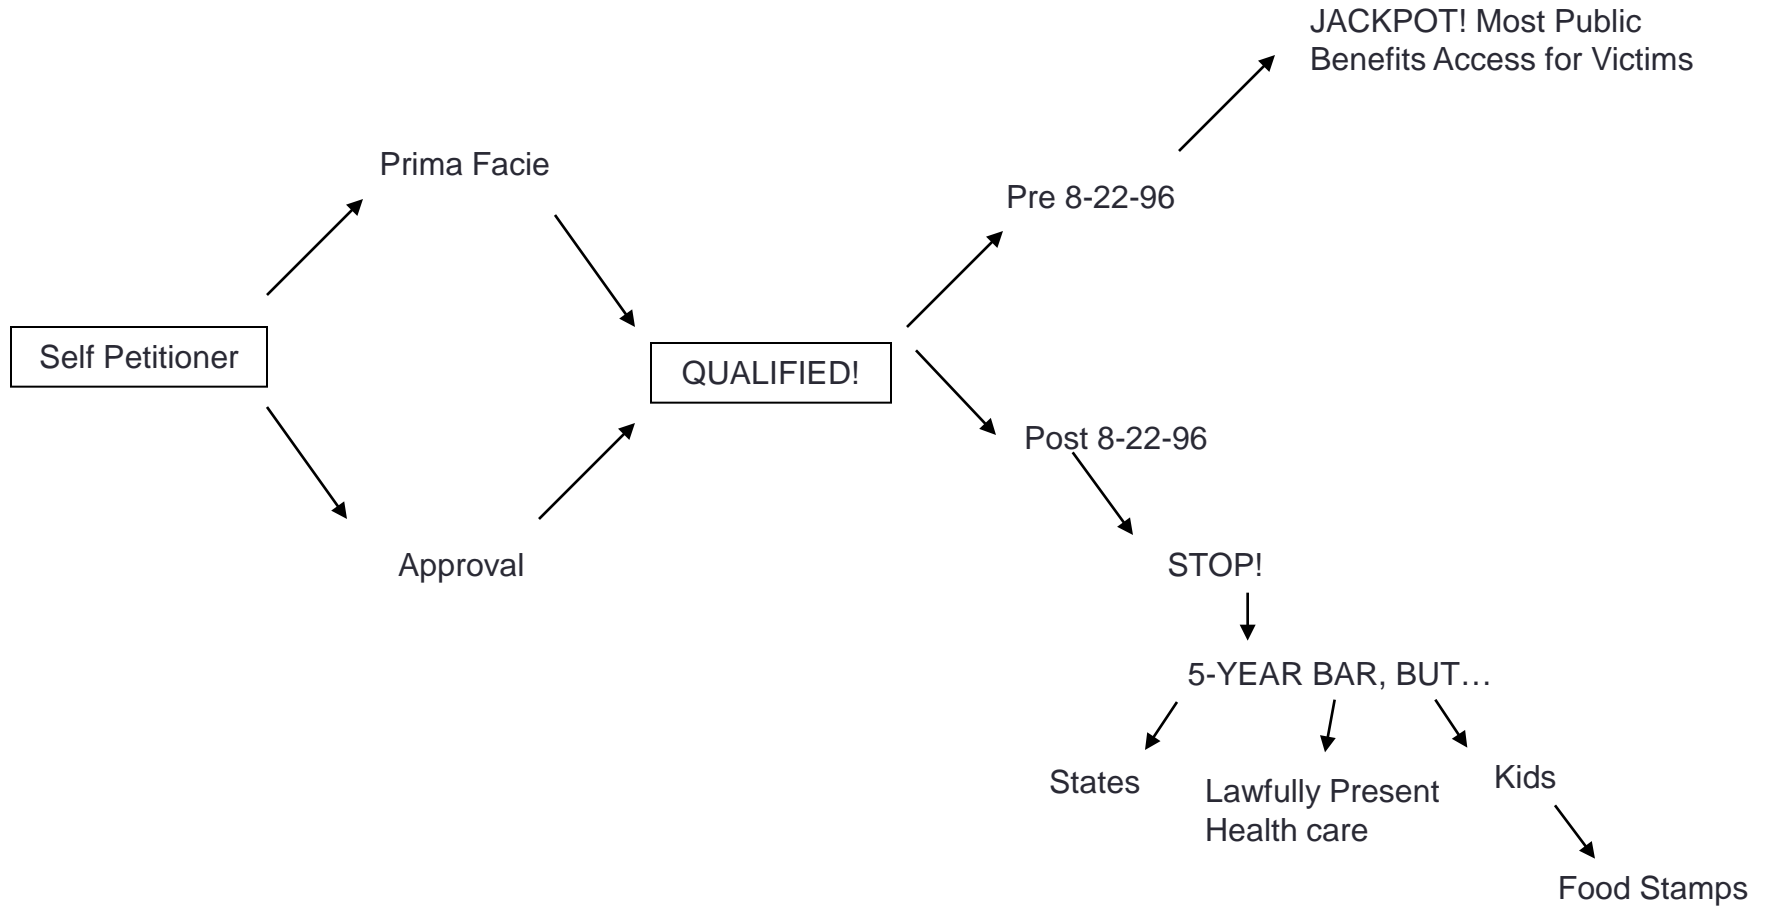 JACKPOT! Most Public
Benefits Access for Victims
Prima Facie
Pre 8-22-96
Self Petitioner
QUALIFIED!
Post 8-22-96
Approval
STOP!
5-YEAR BAR, BUT…
States
Lawfully Present
Health care
Kids
Food Stamps